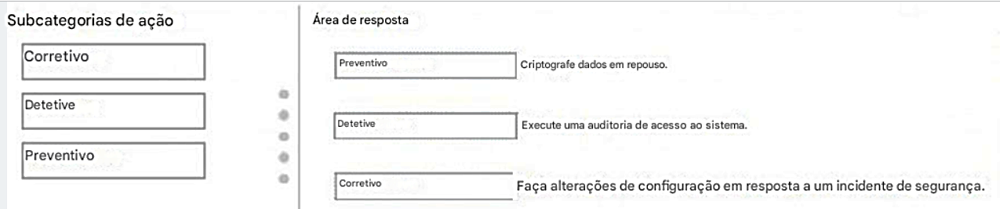 Subcategorias de ação
Corretivo
Detetive
Preventivo
Área de resposta
Preventivo
Criptografe dados em repouso.
Detetive
Execute uma auditoria de acesso ao sistema.
Corretivo
Faça alterações de configuração em resposta a um incidente de segurança.